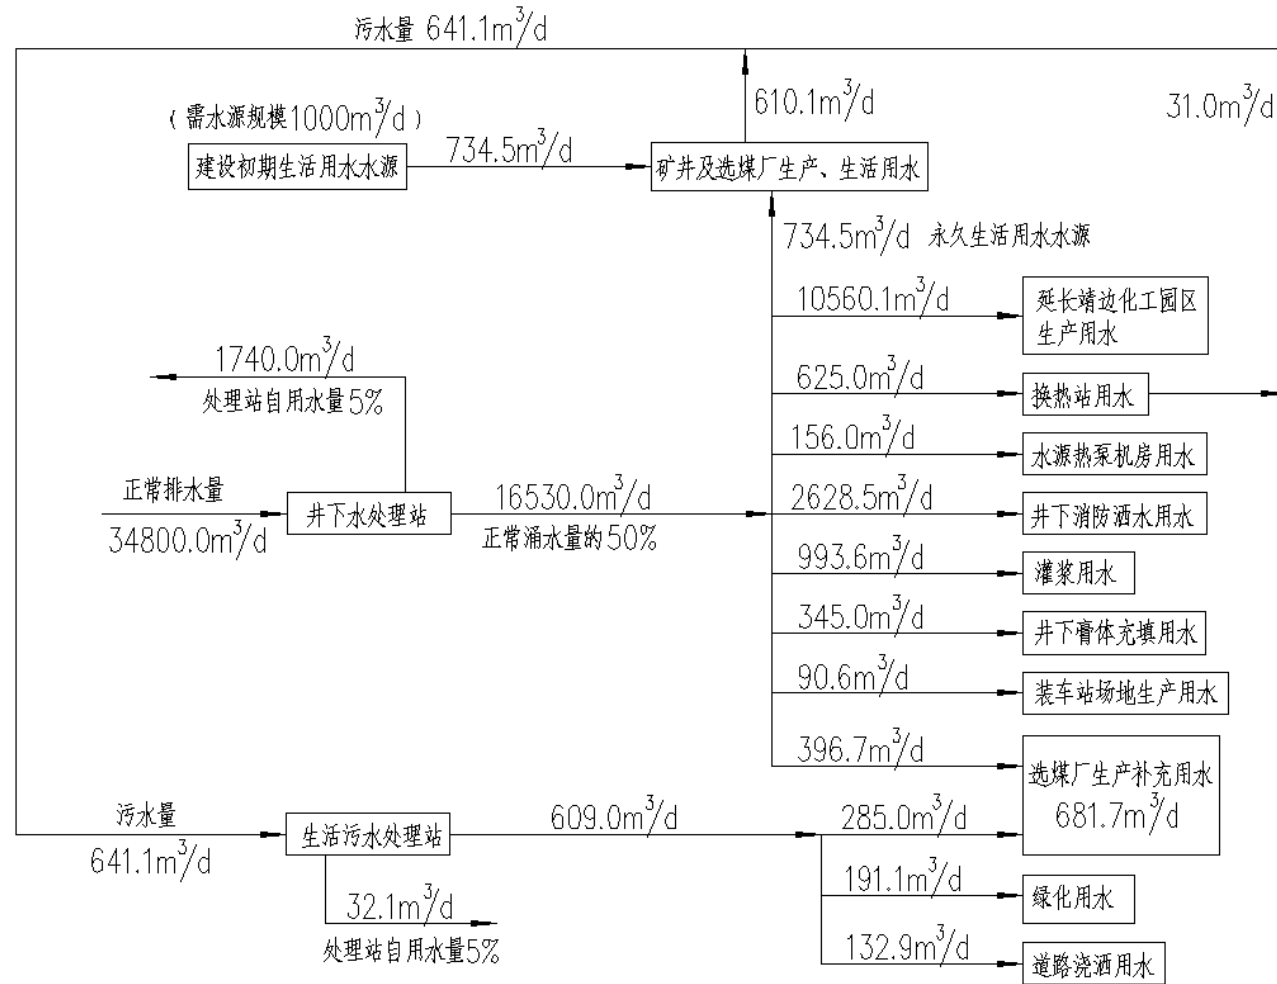 污水量 641.1m³/d
610.1m³/d
31.0m³/d
(需水源规模1000m³/d)
建设初期生活用水水源
734.5m³/d
矿井及选煤厂生产、生活用水
734.5m³/d 永久生活用水水源
10560.1m³/d
延长靖边化工园区
生产用水
1740.0m³/d
处理站自用水量5%
625.0m³/d
换热站用水
156.0m³/d
水源热泵机房用水
正常排水量
34800.0m³/d
井下水处理站
16530.0m³/d
正常涌水量的50%
2628.5m³/d
井下消防洒水用水
993.6m³/d
灌浆用水
345.0m³/d
井下膏体充填用水
90.6m³/d
装车站场地生产用水
396.7m³/d
选煤厂生产补充用水
681.7m³/d
污水量
641.1m³/d
生活污水处理站
609.0m³/d
285.0m³/d
32.1m³/d
处理站自用水量5%
191.1m³/d
绿化用水
132.9m³/d
道路浇洒用水